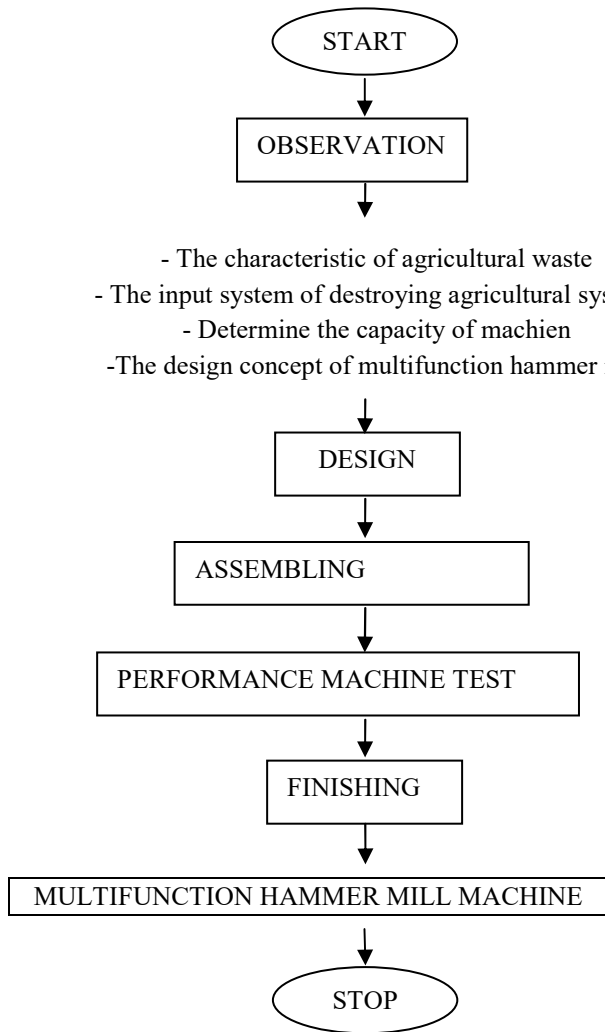 START
OBSERVATION
- The characteristic of agricultural waste
- The input system of destroying agricultural
- Determine the capacity of machien
-The design concept of multifunction hammer
DESIGN
ASSEMBLING
PERFORMANCE MACHINE TEST
FINISHING
MULTIFUNCTION HAMMER MILL MACHINE
STOP